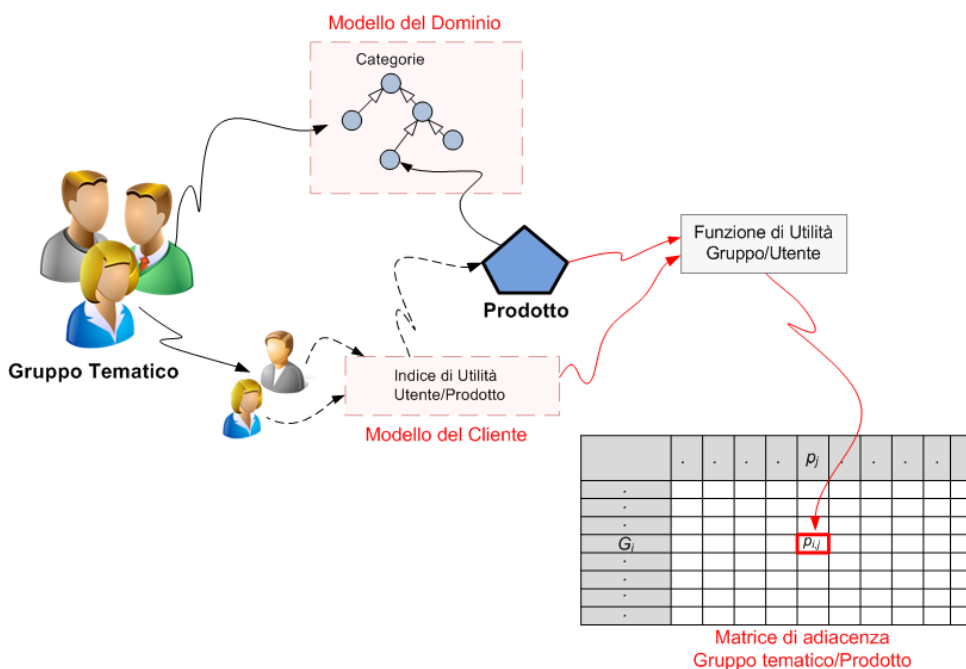 Modello del Dominio
Categorie
Funzione di Utilità
Gruppo/Utente
Prodotto
Gruppo Tematico
Indice di Utilità
Utente/Prodotto
Modello del Cliente
. . . . pj . . . .
.
.
.
Gi pi,j
.
.
.
.
Matrice di adiacenza
Gruppo tematico/Prodotto